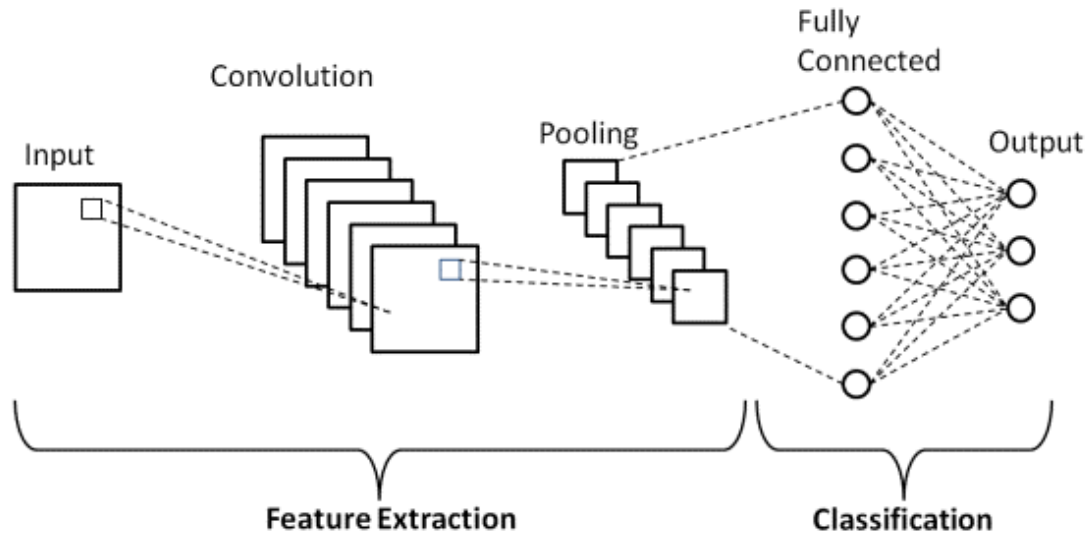 Input
Convolution
Pooling
Fully
Connected
Output
Feature Extraction
Classification